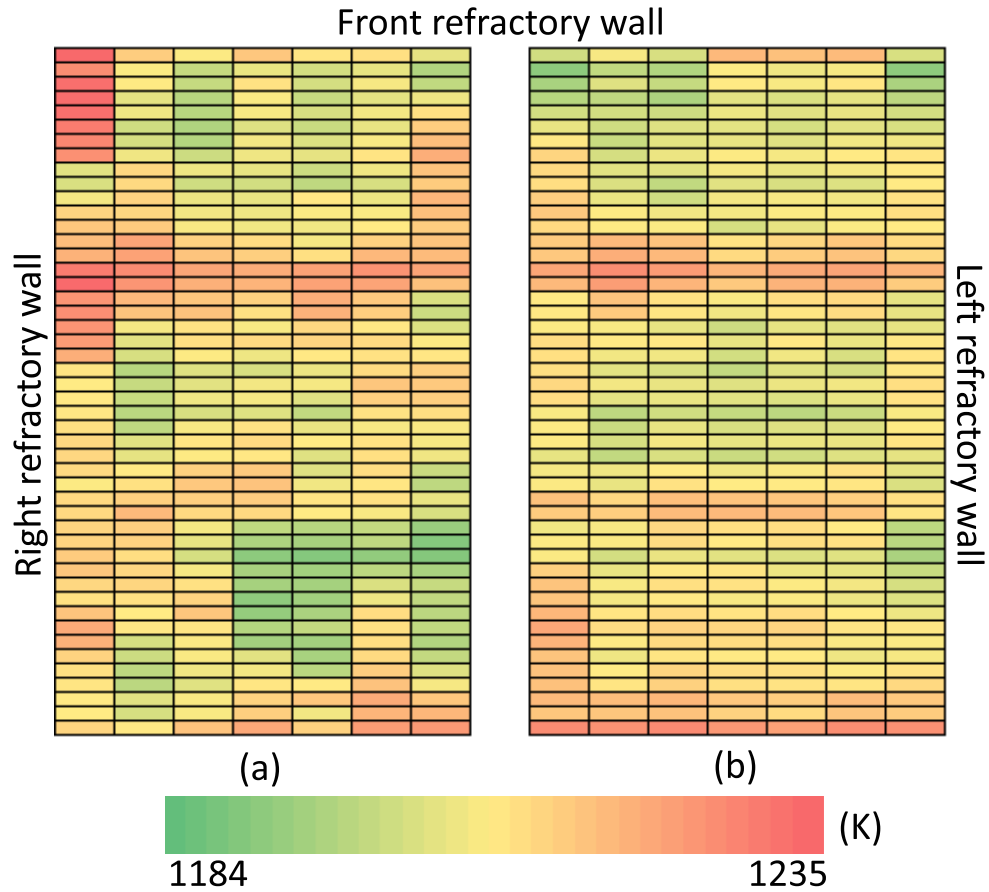 Front refractory wall
Right refractory wall
Left refractory wall
(a)
(b)
(K)
1184
1235